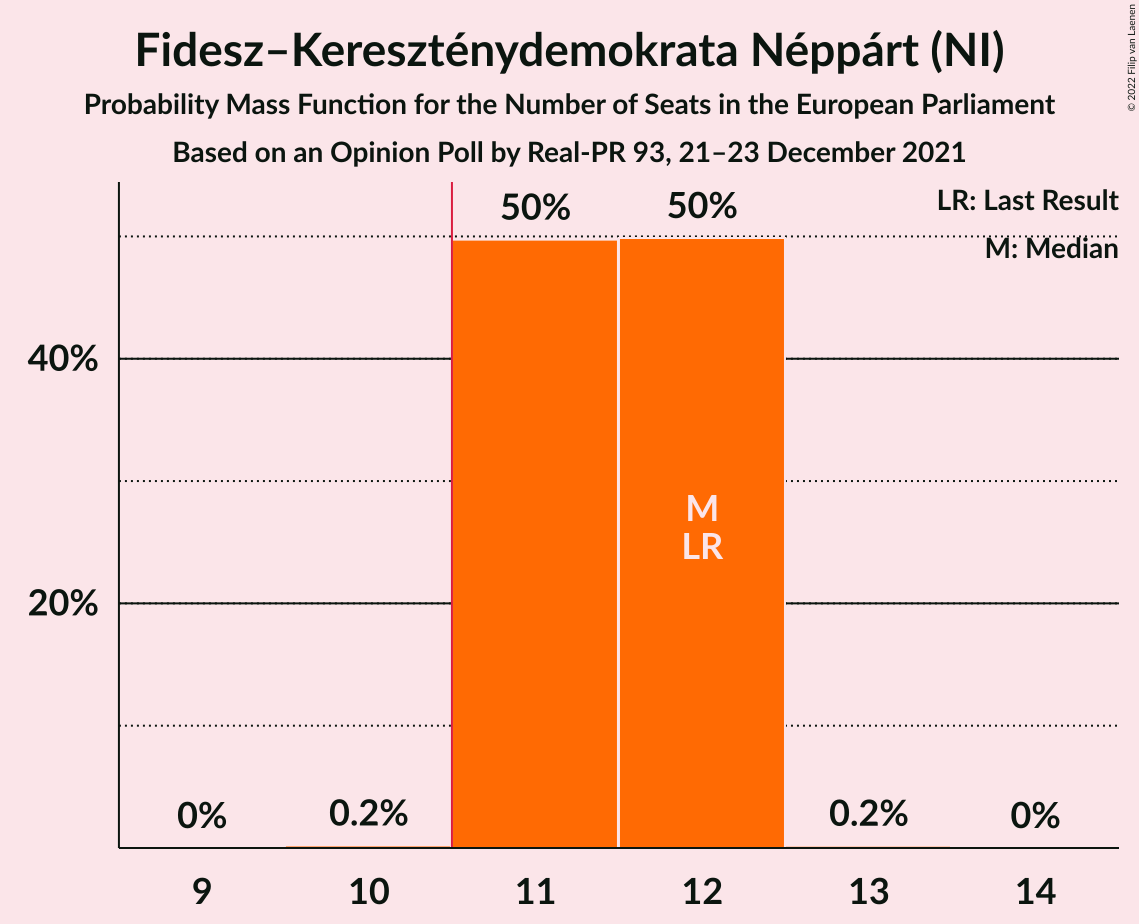 Fidesz–Kereszténydemokrata Néppárt (NI)
Probability Mass Function for the Number of Seats in the European Parliament
Based on an Opinion Poll by Real-PR 93, 21–23 December 2021
© 2022 Filip van Laenen
LR: Last Result
M: Median
50%
50%
40%
20%
M
LR
0%
0.2%
0.2%
0%
9
10
11
12
13
14